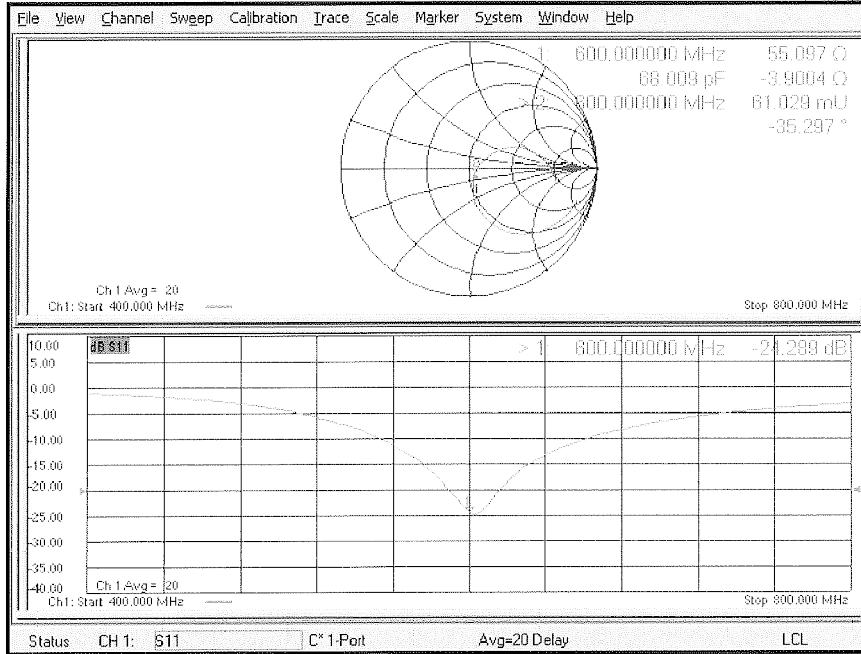 File View Channel Sweep Calibration Trace Scale Marker System Window Help
1: 600.000000 MHz 55.097 Ω
68.009 pF -3.9004 Ω
> 2: 600.000000 MHz 61.029 mU
-35.297 °
Ch 1 Avg = 20
Ch1: Start 400.000 MHz
Stop 800.000 MHz
10.00
dB S11
> 1: 600.000000 MHz -24.289 dB
5.00
0.00
-5.00
-10.00
-15.00
-20.00
-25.00
-30.00
-35.00
-40.00
Ch 1 Avg = 20
Ch1: Start 400.000 MHz
Stop 800.000 MHz
Status CH 1: S11 C* 1-Port Avg=20 Delay LCL